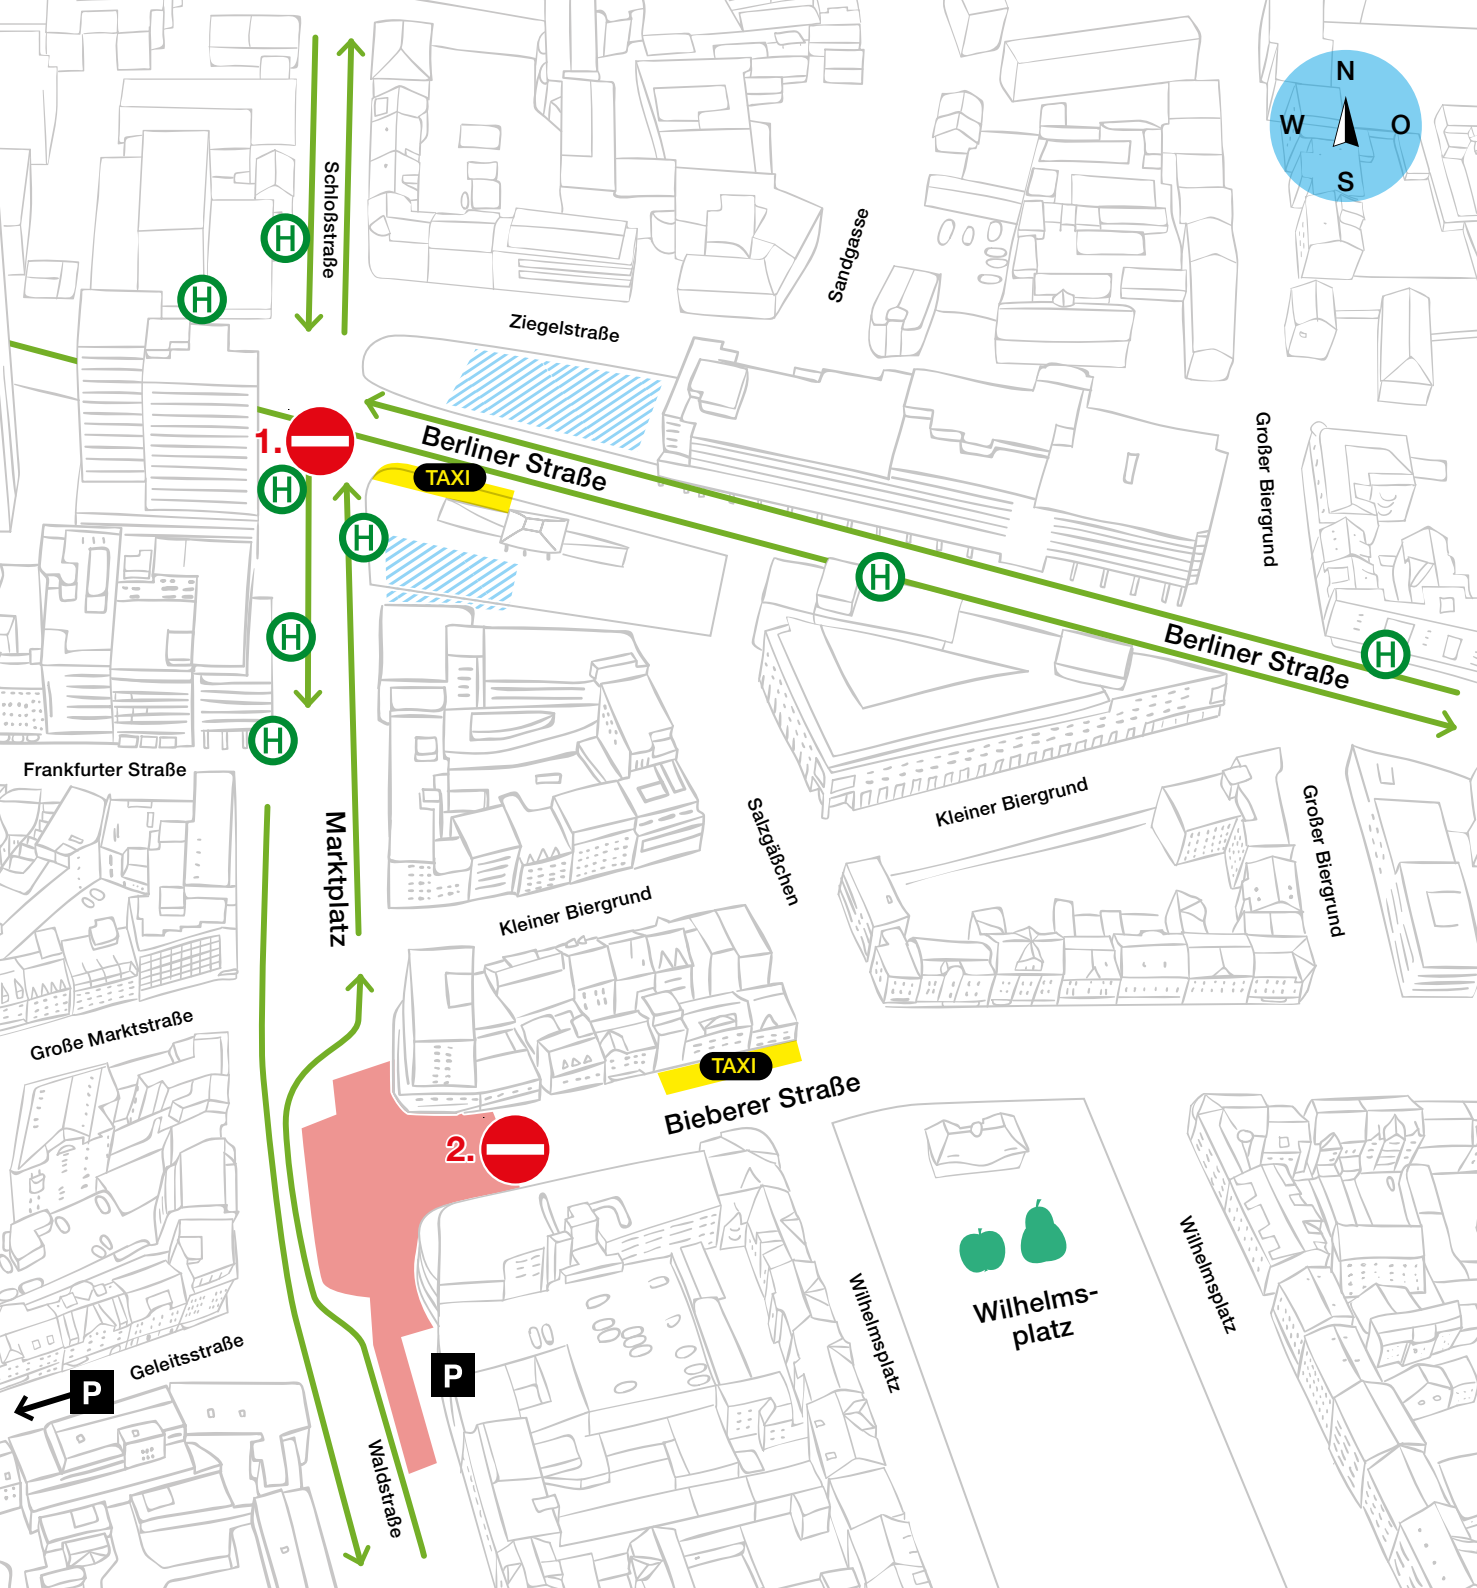 N
W
O
S
Schloßstraße
H
H
Sandgasse
Ziegelstraße
Großer Biergrund
1.
Berliner Straße
TAXI
H
H
H
H
Berliner Straße
H
H
Frankfurter Straße
Marktplatz
Salzgäßchen
Kleiner Biergrund
Großer Biergrund
Kleiner Biergrund
Große Marktstraße
TAXI
Bieberer Straße
2.
Wilhelmsplatz
Wilhelmsplatz
Wilhelms-
platz
Geleitsstraße
P
P
Waldstraße